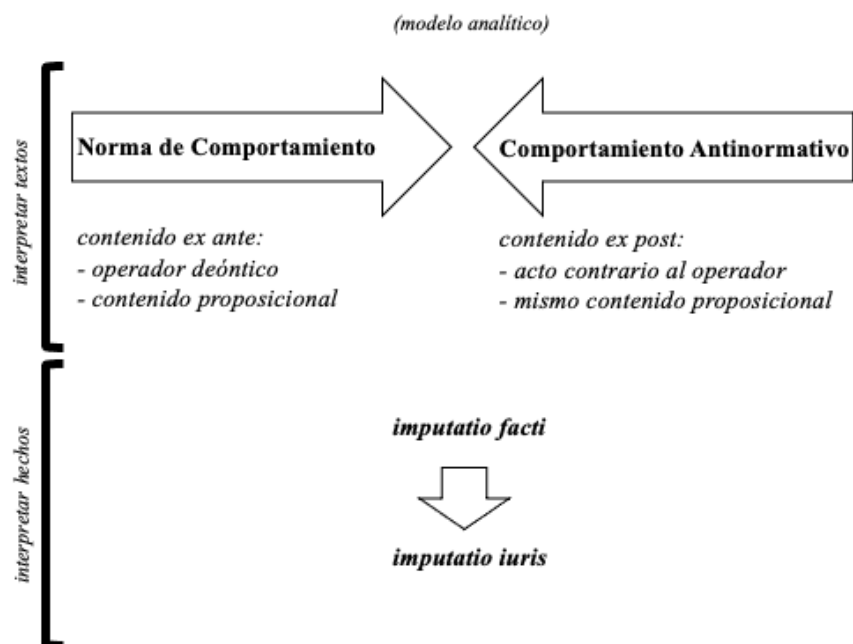 (modelo analítico)
interpretar textos
Norma de Comportamiento
Comportamiento Antinormativo
contenido ex ante:
- operador deóntico
- contenido proposicional
contenido ex post:
- acto contrario al operador
- mismo contenido proposicional
interpretar hechos
imputatio facti
imputatio iuris